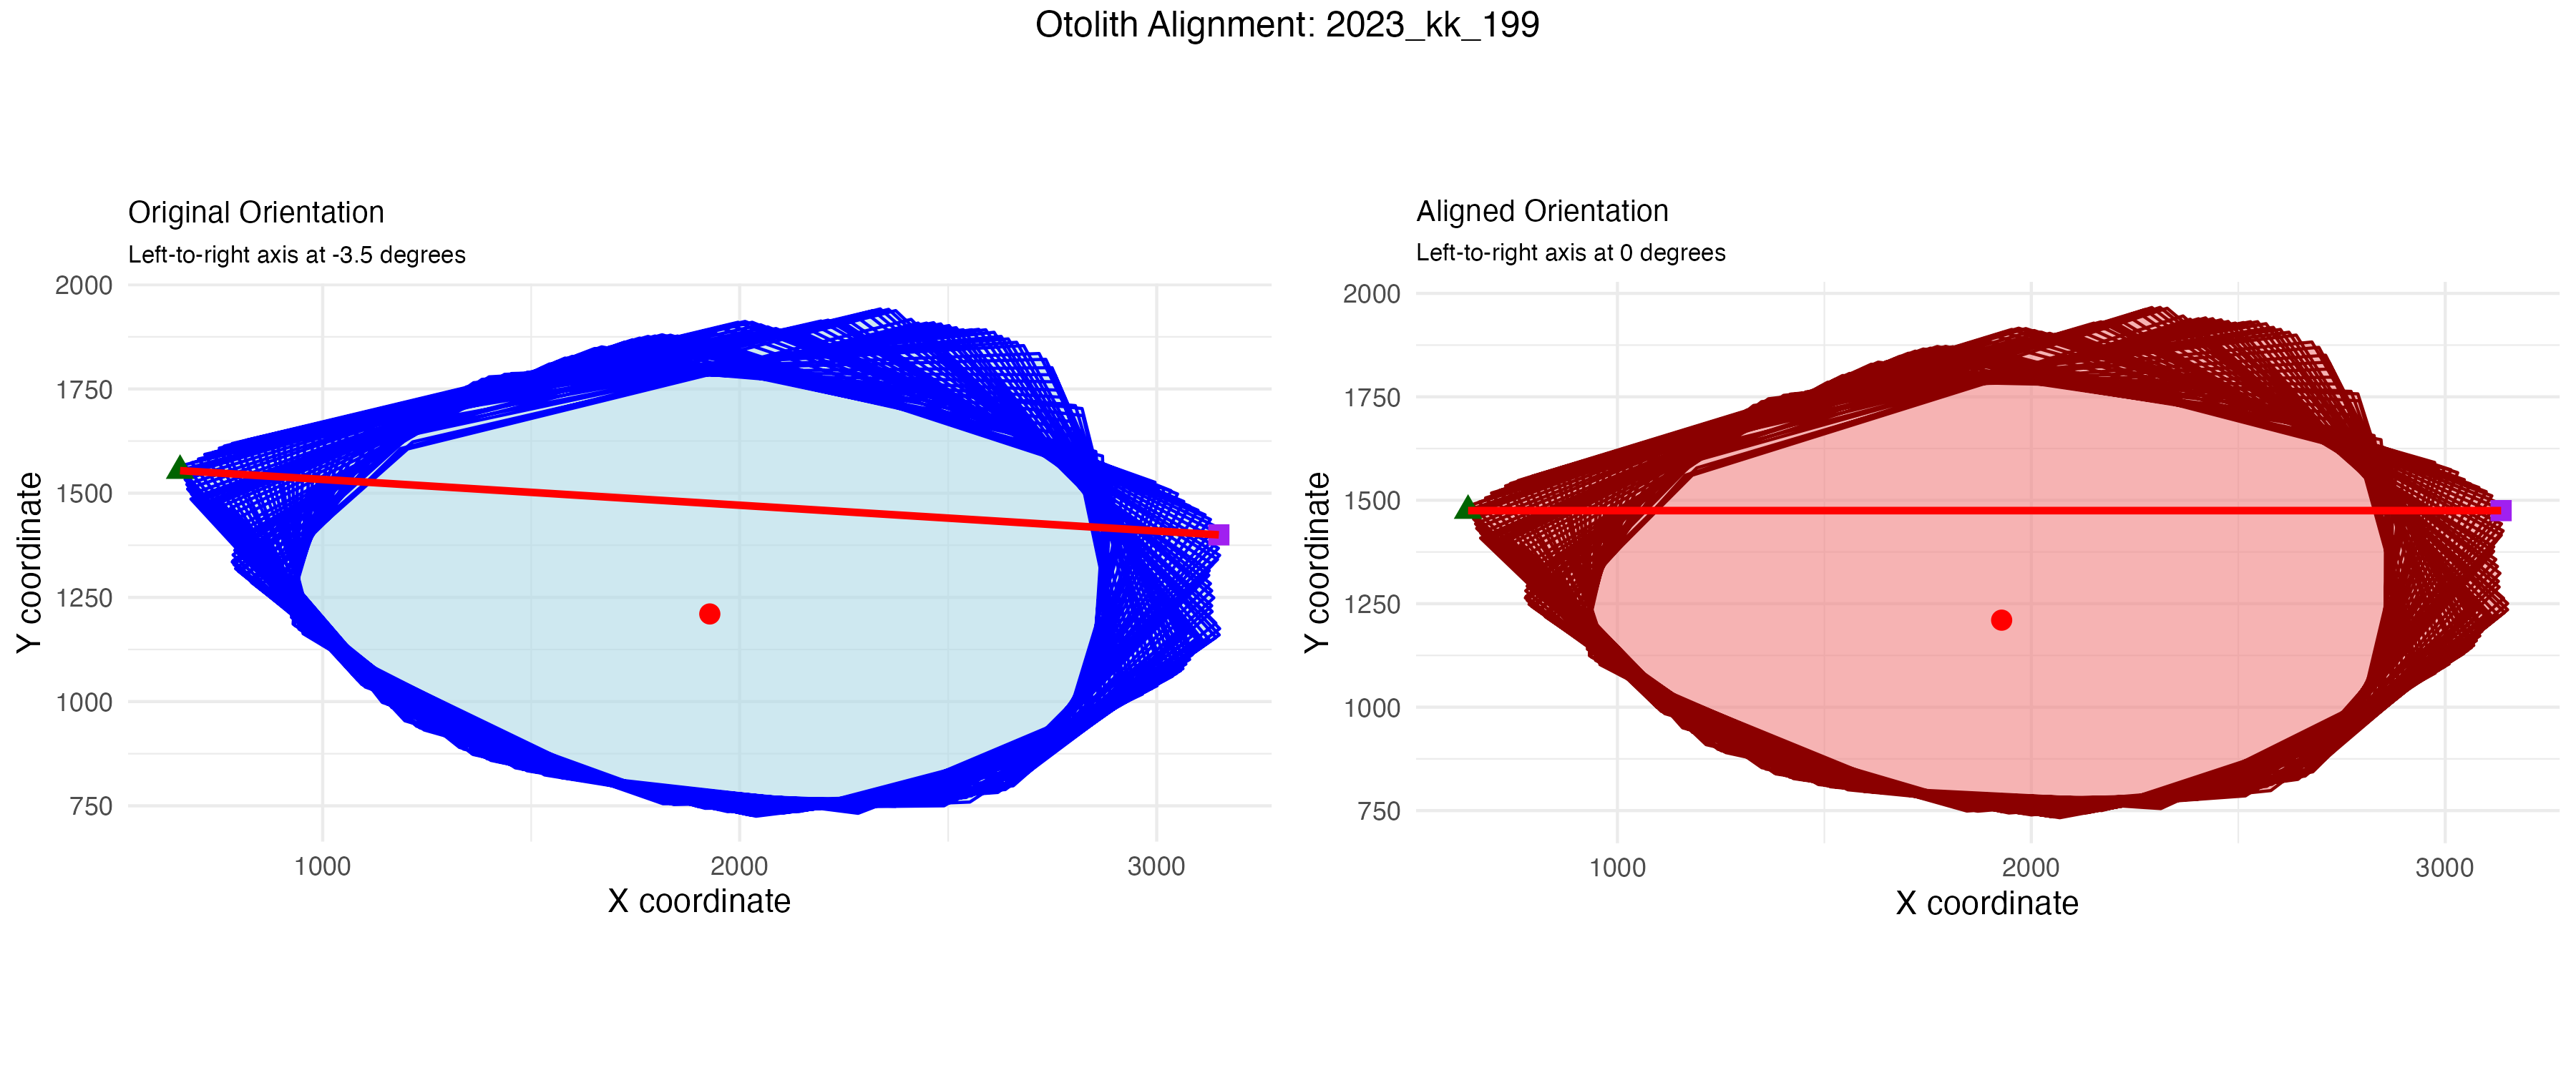 Otolith Alignment: 2023_kk_199
Original Orientation
Left-to-right axis at -3.5 degrees
2000
1750
1500
1250
1000
750
Y coordinate
1000 2000 3000
X coordinate
Aligned Orientation
Left-to-right axis at 0 degrees
2000
1750
1500
1250
1000
750
Y coordinate
1000 2000 3000
X coordinate